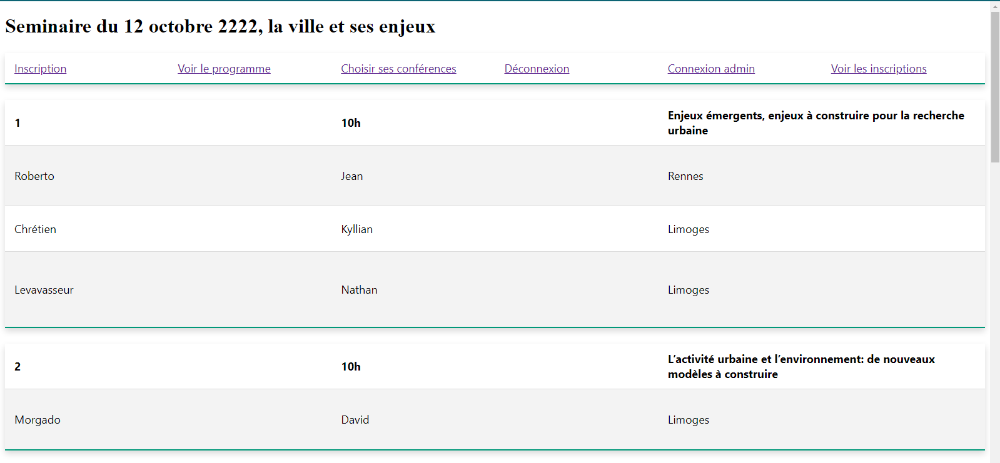 Seminaire du 12 octobre 2222, la ville et ses enjeux
Inscription Voir le programme Choisir ses conférences Déconnexion Connexion admin Voir les inscriptions
1 10h Enjeux émergents, enjeux à construire pour la recherche
urbaine
Roberto Jean Rennes
Chrétien Kyllian Limoges
Levavasseur Nathan Limoges
2 10h L’activité urbaine et l’environnement: de nouveaux
modèles à construire
Morgado David Limoges